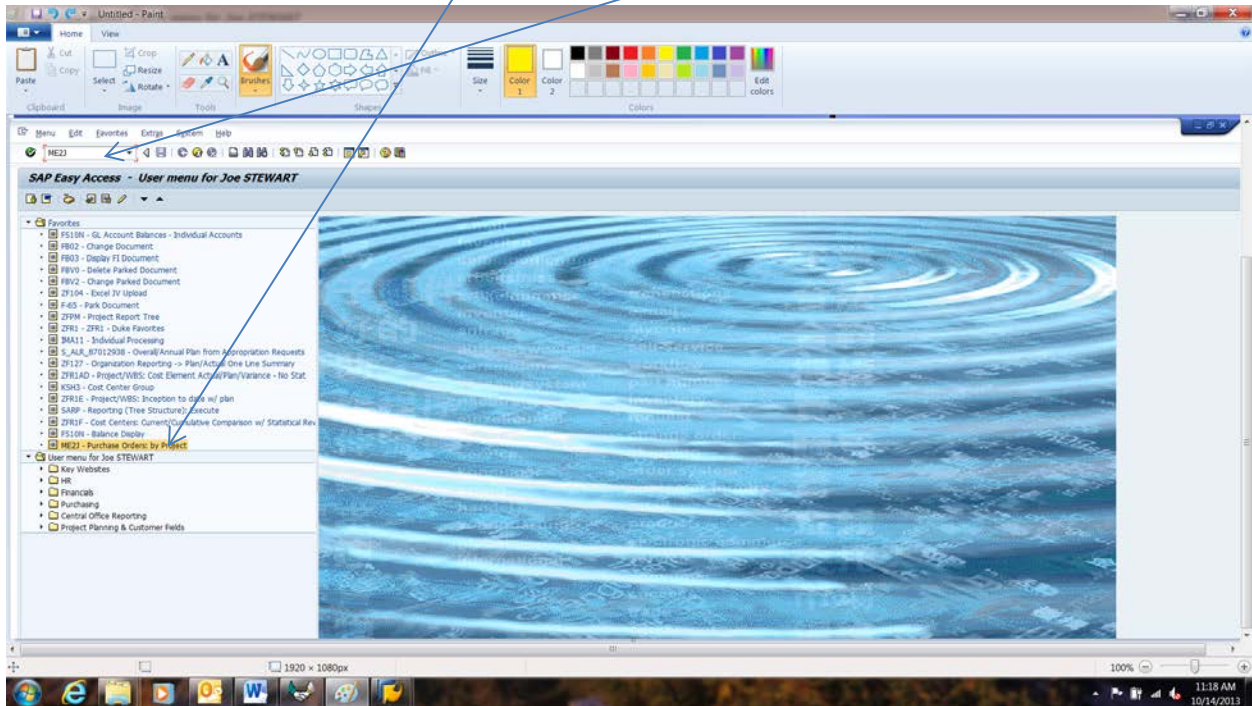 Untitled - Paint
Home View
Paste
Cut
Copy
Clipboard
Select
Crop
Resize
Rotate
Image
Tools
Brushes
Shapes
Outline
Fill
Size
Color 1
Color 2
Edit colors
Colors
Menu Edit Favorites Extras System Help
ME2J
SAP Easy Access - User menu for Joe STEWART
Favorites
FS10N - GL Account Balances - Individual Accounts
FB02 - Change Document
FB03 - Display FI Document
FBV0 - Delete Parked Document
FBV2 - Change Parked Document
ZF104 - Excel JV Upload
F-65 - Park Document
ZFPM - Project Report Tree
ZFR1 - ZFR1 - Duke Favorites
IMA11 - Individual Processing
S_ALR_87012938 - Overall/Annual Plan from Appropriation Requests
ZF127 - Organization Reporting -> Plan/Actual One Line Summary
ZFR1AD - Project/WBS: Cost Element Actual/Plan/Variance - No Stat
KSH3 - Cost Center Group
ZFR1E - Project/WBS: Inception to date w/ plan
SARP - Reporting (Tree Structure): Execute
ZFR1F - Cost Centers: Current/Cumulative Comparison w/ Statistical Rev
FS10N - Balance Display
ME2J - Purchase Orders: by Project
User menu for Joe STEWART
Key Websites
HR
Financials
Purchasing
Central Office Reporting
Project Planning & Customer Fields
1920 × 1080px
100%
11:18 AM
10/14/2013